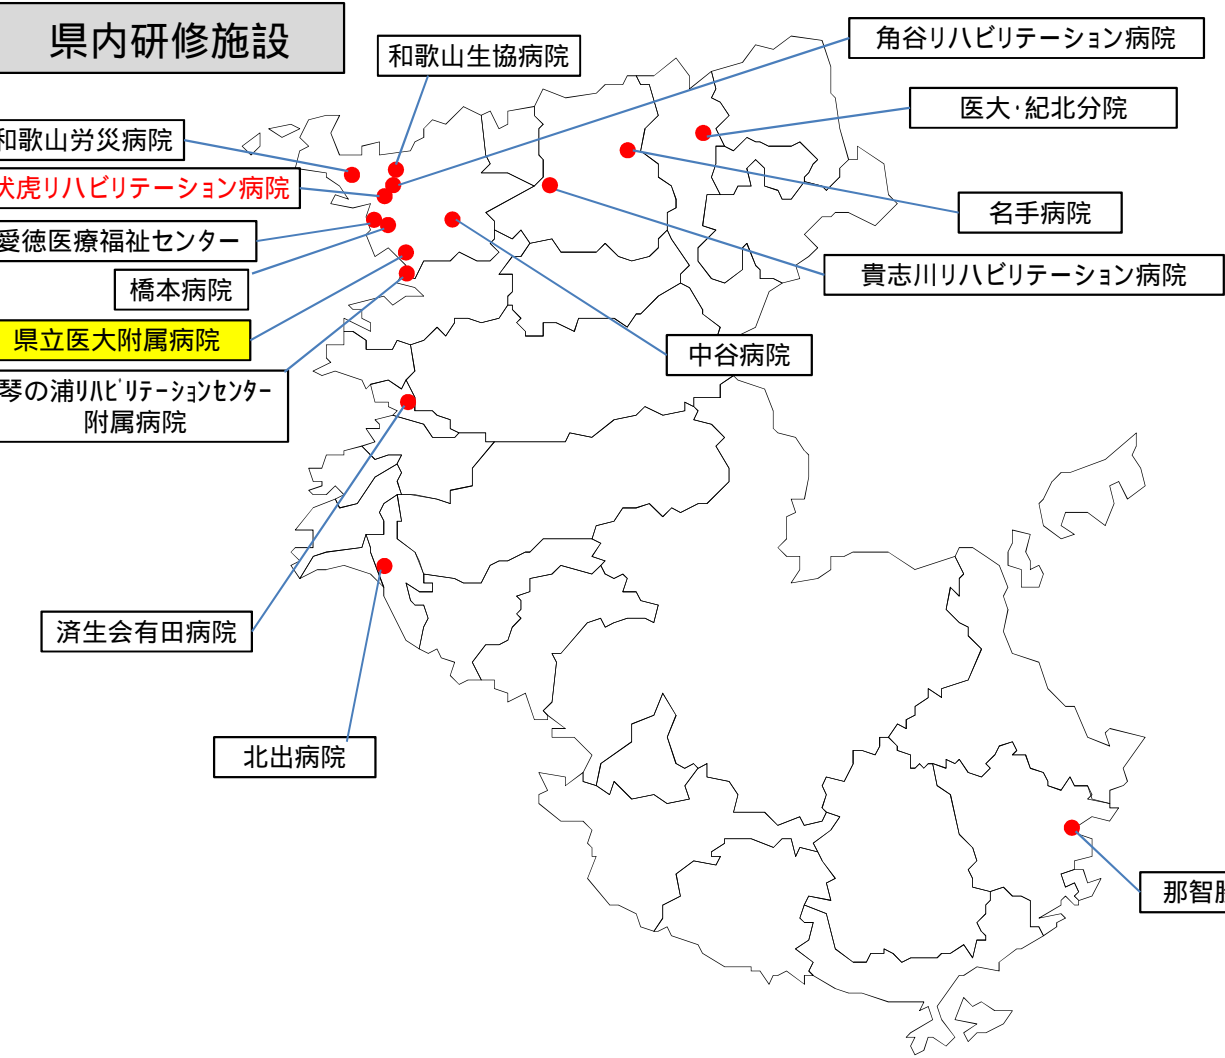 県内研修施設
和歌山生協病院
角谷リハビリテーション病院
医大・紀北分院
和歌山労災病院
伏虎リハビリテーション病院
名手病院
愛徳医療福祉センター
貴志川リハビリテーション病院
橋本病院
県立医大附属病院
中谷病院
琴の浦ﾘﾊﾋﾞﾘﾃｰｼｮﾝｾﾝﾀｰ
附属病院
済生会有田病院
北出病院
那智勝